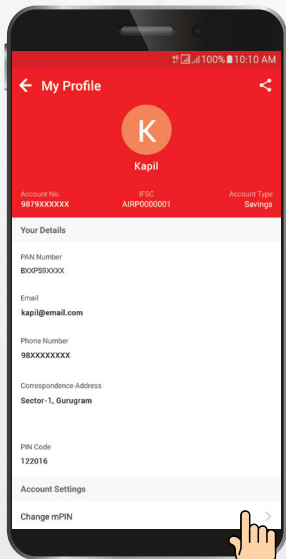 100% 10:10 AM
My Profile
K
Kapil
Account No. IFSC Account Type
9879XXXXXX AIRP0000001 Savings
Your Details
PAN Number
BXXPS9XXXX
Email
kapil@email.com
Phone Number
98XXXXXXXX
Correspondence Address
Sector-1, Gurugram
PIN Code
122016
Account Settings
Change mPIN